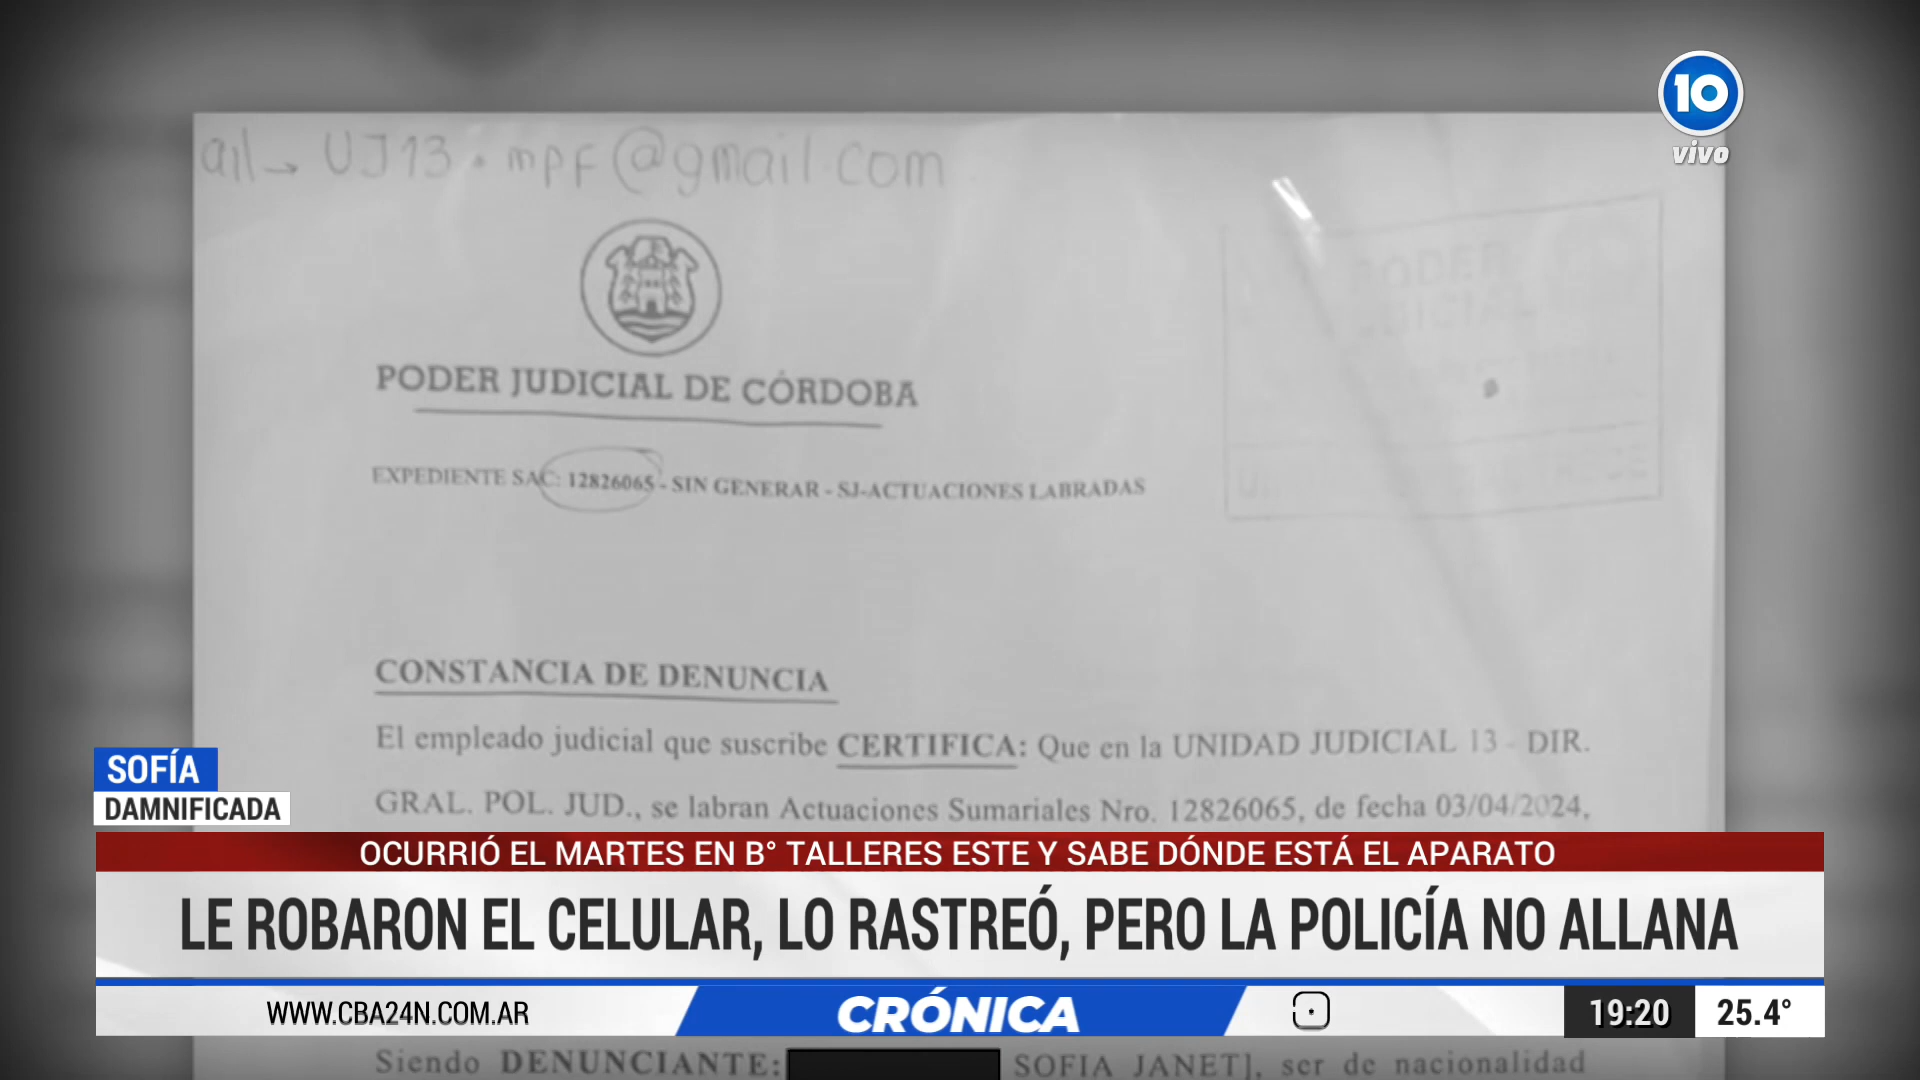 10
vivo
ail → UJ13.mpf@gmail.com
PODER
JUDICIAL
PODER JUDICIAL DE CÓRDOBA
EXPEDIENTE SAC: 12826065 - SIN GENERAR - SJ-ACTUACIONES LABRADAS
CONSTANCIA DE DENUNCIA
El empleado judicial que suscribe CERTIFICA: Que en la UNIDAD JUDICIAL 13 - DIR.
GRAL. POL. JUD., se labran Actuaciones Sumariales Nro. 12826065, de fecha 03/04/2024,
SOFÍA
DAMNIFICADA
OCURRIÓ EL MARTES EN B° TALLERES ESTE Y SABE DÓNDE ESTÁ EL APARATO
LE ROBARON EL CELULAR, LO RASTREÓ, PERO LA POLICÍA NO ALLANA
WWW.CBA24N.COM.AR
CRÓNICA
19:20
25.4°
Siendo DENUNCIANTE: SOFIA JANET], ser de nacionalidad